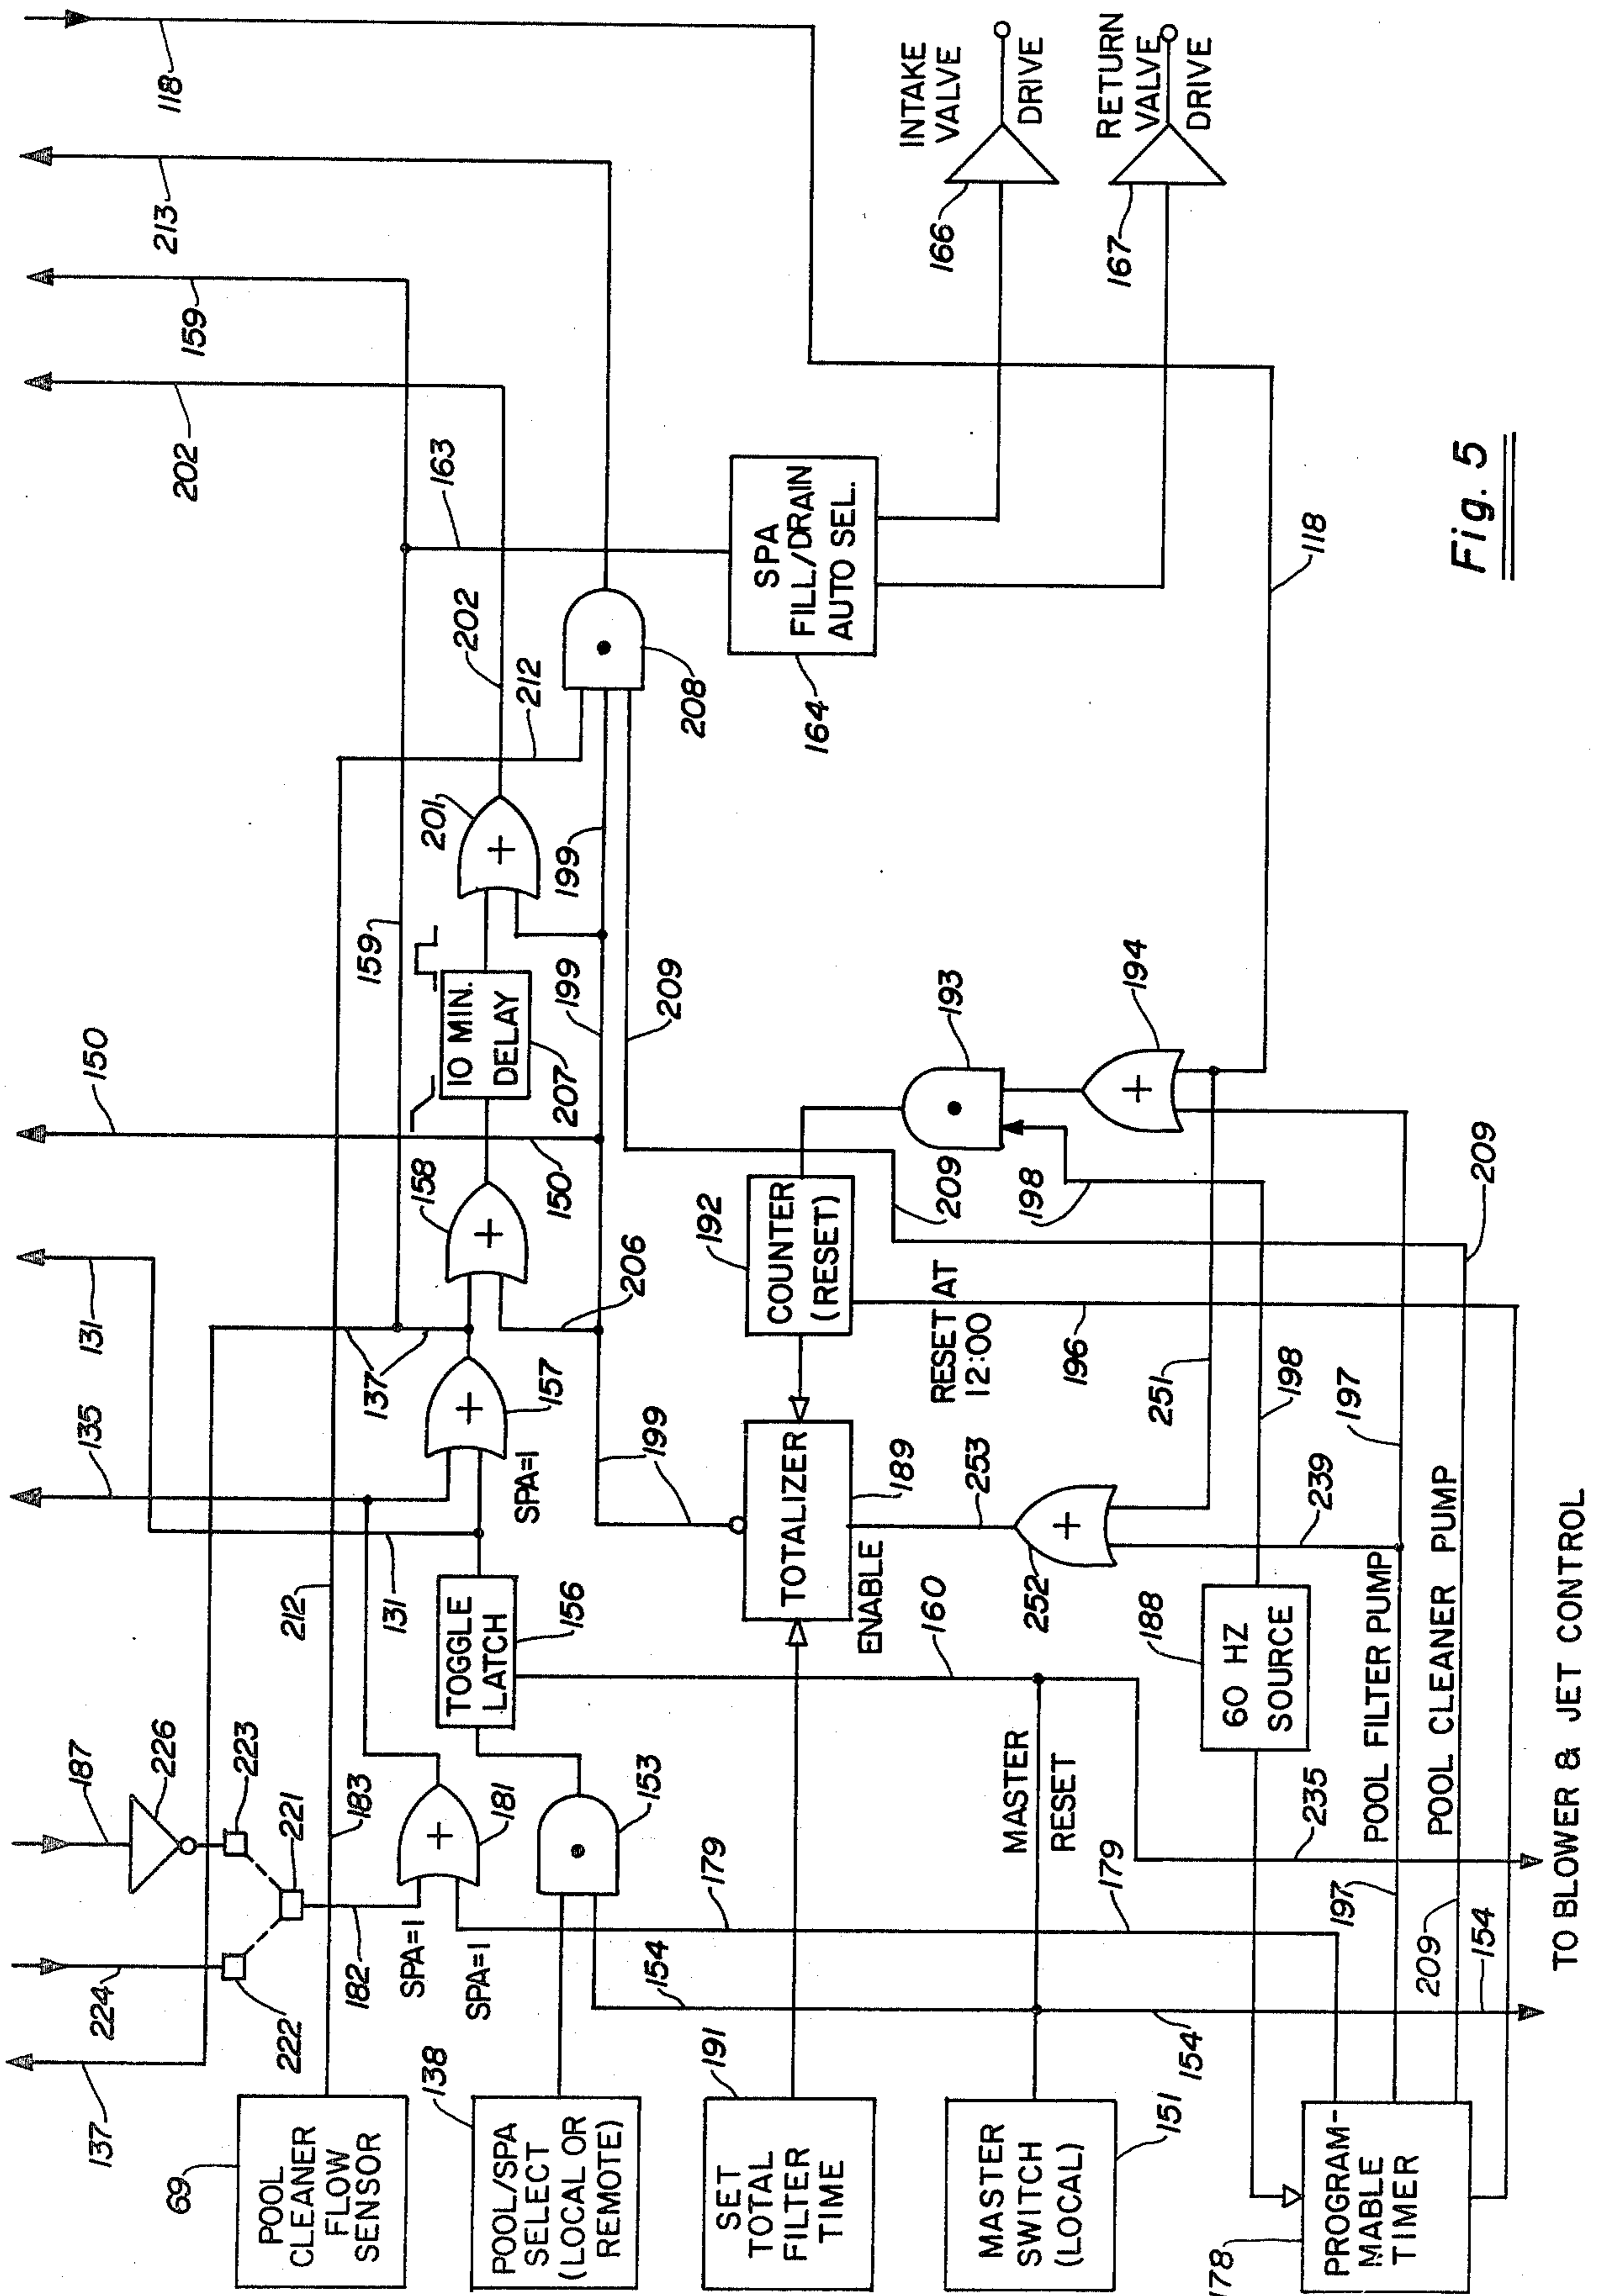 137
224
222
187
226
223
221
182
183
212
135
131
150
202
159
213
118
69
POOL
CLEANER
FLOW
SENSOR
138
POOL/SPA
SELECT
(LOCAL OR
REMOTE)
SPA=1
SPA=1
181
153
TOGGLE
LATCH
156
131
SPA=1
157
137
158
206
150
159
10 MIN.
DELAY
207
199
201
199
212
202
208
163
202
209
191
SET
TOTAL
FILTER
TIME
154
179
TOTALIZER
189
ENABLE
199
192
COUNTER
(RESET)
RESET AT
12:00
209
193
194
198
164
SPA
FILL/DRAIN
AUTO SEL.
166
INTAKE
VALVE
DRIVE
167
RETURN
VALVE
DRIVE
151
MASTER
SWITCH
(LOCAL)
MASTER
RESET
160
253
252
251
196
154
179
235
188
60 HZ
SOURCE
239
198
197
118
178
PROGRAM-
MABLE
TIMER
197
POOL FILTER PUMP
209
POOL CLEANER PUMP
209
154
TO BLOWER & JET CONTROL
Fig. 5